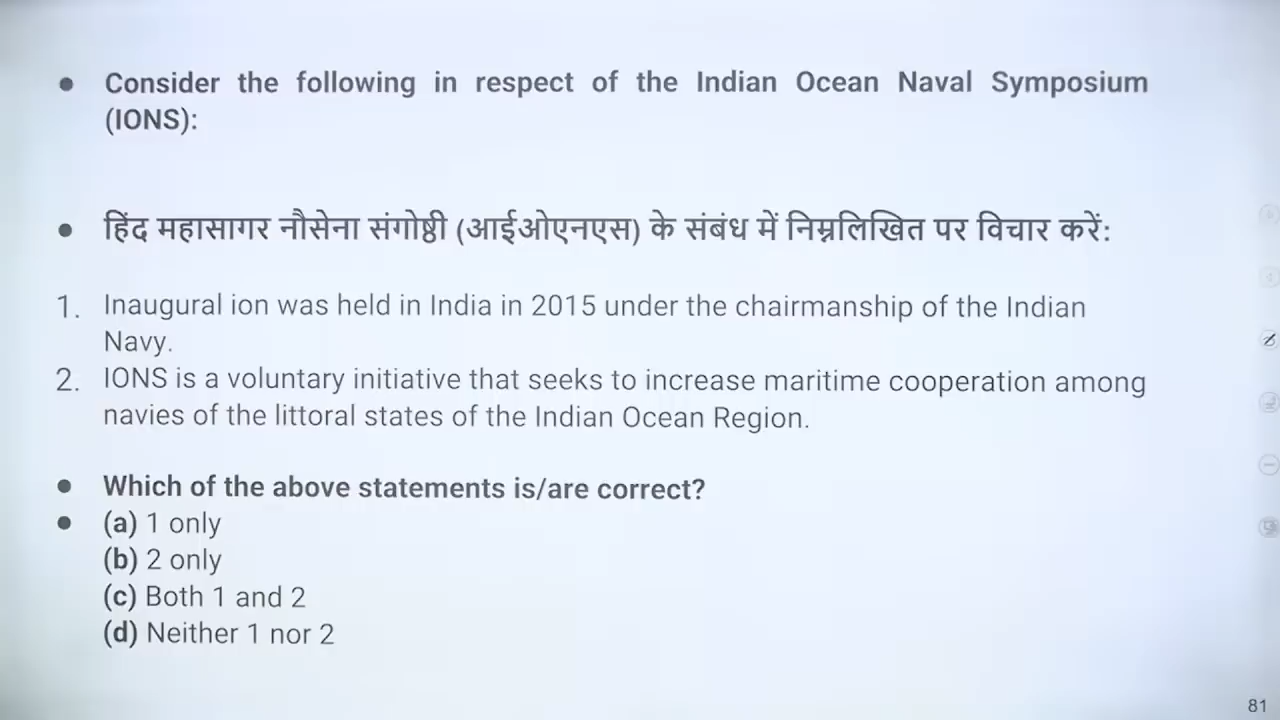 • Consider the following in respect of the Indian Ocean Naval Symposium
(IONS):
• हिंद महासागर नौसेना संगोष्ठी (आईओएनएस) के संबंध में निम्नलिखित पर विचार करें:
1. Inaugural ion was held in India in 2015 under the chairmanship of the Indian
Navy.
2. IONS is a voluntary initiative that seeks to increase maritime cooperation among
navies of the littoral states of the Indian Ocean Region.
• Which of the above statements is/are correct?
• (a) 1 only
(b) 2 only
(c) Both 1 and 2
(d) Neither 1 nor 2
81